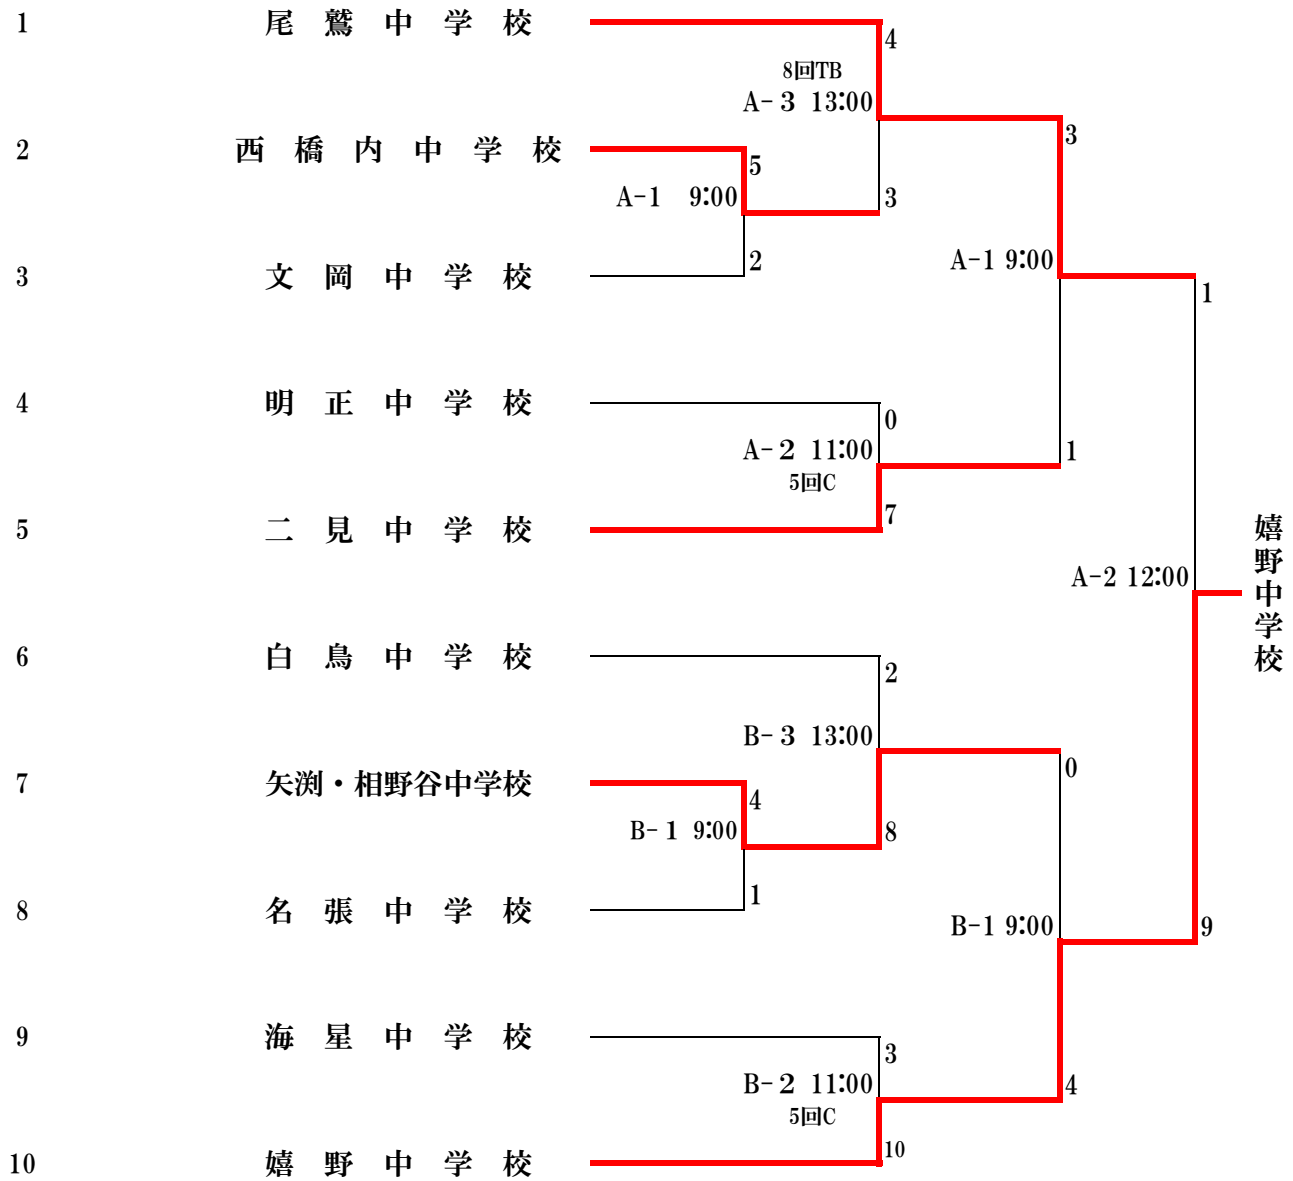 1 尾鷲中学校
4
8回TB
A-3 13:00
3
2 西橋内中学校
5
A-1 9:00
3
2
3 文岡中学校
A-1 9:00
1
4 明正中学校
0
A-2 11:00
1
5回C
7
5 二見中学校
嬉野中学校
A-2 12:00
6 白鳥中学校
2
B-3 13:00
0
7 矢渕・相野谷中学校
4
B-1 9:00
8
1
8 名張中学校
B-1 9:00
9
9 海星中学校
3
B-2 11:00
4
5回C
10
10 嬉野中学校